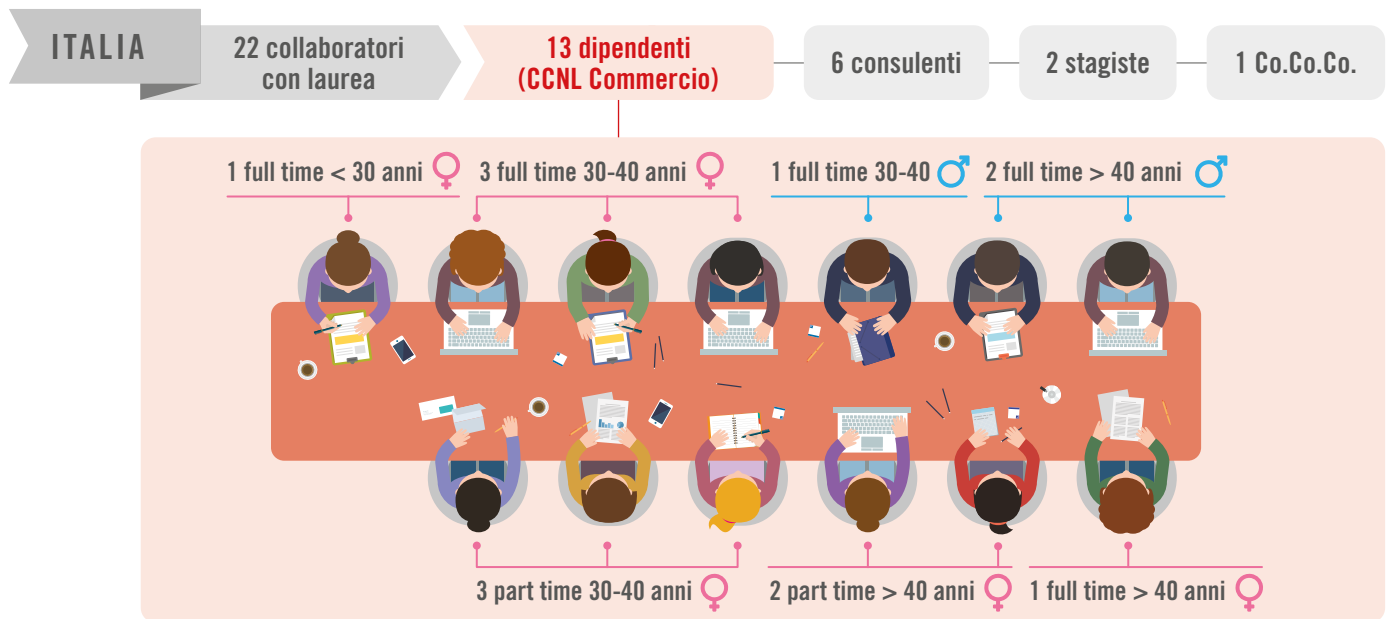 ITALIA
22 collaboratori
con laurea
13 dipendenti
(CCNL Commercio)
6 consulenti
2 stagiste
1 Co.Co.Co.
1 full time < 30 anni
3 full time 30-40 anni
1 full time 30-40
2 full time > 40 anni
3 part time 30-40 anni
2 part time > 40 anni
1 full time > 40 anni